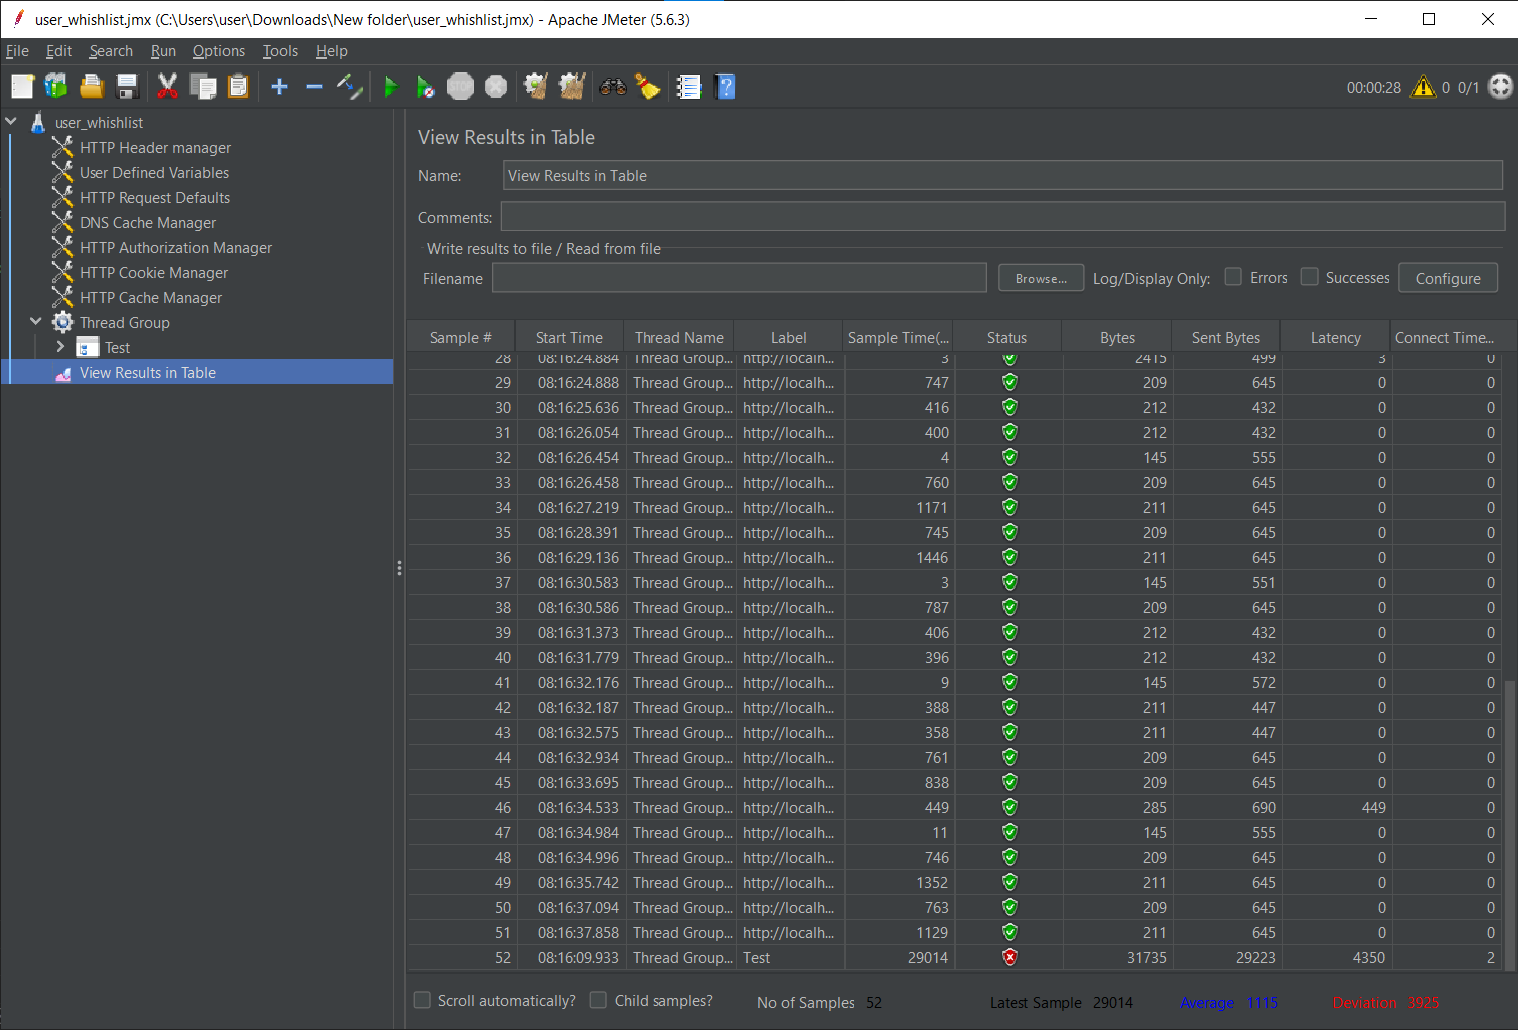 user_whishlist.jmx (C:\Users\user\Downloads\New folder\user_whishlist.jmx) - Apache JMeter (5.6.3)
File Edit Search Run Options Tools Help
STOP 00:00:28 0 0/1
user_whishlist
HTTP Header manager
User Defined Variables
HTTP Request Defaults
DNS Cache Manager
HTTP Authorization Manager
HTTP Cookie Manager
HTTP Cache Manager
Thread Group
Test
View Results in Table
View Results in Table
Name: View Results in Table
Comments:
Write results to file / Read from file
Filename Browse... Log/Display Only: Errors Successes Configure
Sample # Start Time Thread Name Label Sample Time(... Status Bytes Sent Bytes Latency Connect Time...
28 08:16:24.884 Thread Group... http://localh... 3 2415 499 3 0
29 08:16:24.888 Thread Group... http://localh... 747 209 645 0 0
30 08:16:25.636 Thread Group... http://localh... 416 212 432 0 0
31 08:16:26.054 Thread Group... http://localh... 400 212 432 0 0
32 08:16:26.454 Thread Group... http://localh... 4 145 555 0 0
33 08:16:26.458 Thread Group... http://localh... 760 209 645 0 0
34 08:16:27.219 Thread Group... http://localh... 1171 211 645 0 0
35 08:16:28.391 Thread Group... http://localh... 745 209 645 0 0
36 08:16:29.136 Thread Group... http://localh... 1446 211 645 0 0
37 08:16:30.583 Thread Group... http://localh... 3 145 551 0 0
38 08:16:30.586 Thread Group... http://localh... 787 209 645 0 0
39 08:16:31.373 Thread Group... http://localh... 406 212 432 0 0
40 08:16:31.779 Thread Group... http://localh... 396 212 432 0 0
41 08:16:32.176 Thread Group... http://localh... 9 145 572 0 0
42 08:16:32.187 Thread Group... http://localh... 388 211 447 0 0
43 08:16:32.575 Thread Group... http://localh... 358 211 447 0 0
44 08:16:32.934 Thread Group... http://localh... 761 209 645 0 0
45 08:16:33.695 Thread Group... http://localh... 838 209 645 0 0
46 08:16:34.533 Thread Group... http://localh... 449 285 690 449 0
47 08:16:34.984 Thread Group... http://localh... 11 145 555 0 0
48 08:16:34.996 Thread Group... http://localh... 746 209 645 0 0
49 08:16:35.742 Thread Group... http://localh... 1352 211 645 0 0
50 08:16:37.094 Thread Group... http://localh... 763 209 645 0 0
51 08:16:37.858 Thread Group... http://localh... 1129 211 645 0 0
52 08:16:09.933 Thread Group... Test 29014 31735 29223 4350 2
Scroll automatically? Child samples? No of Samples 52 Latest Sample 29014 Average 1115 Deviation 3925